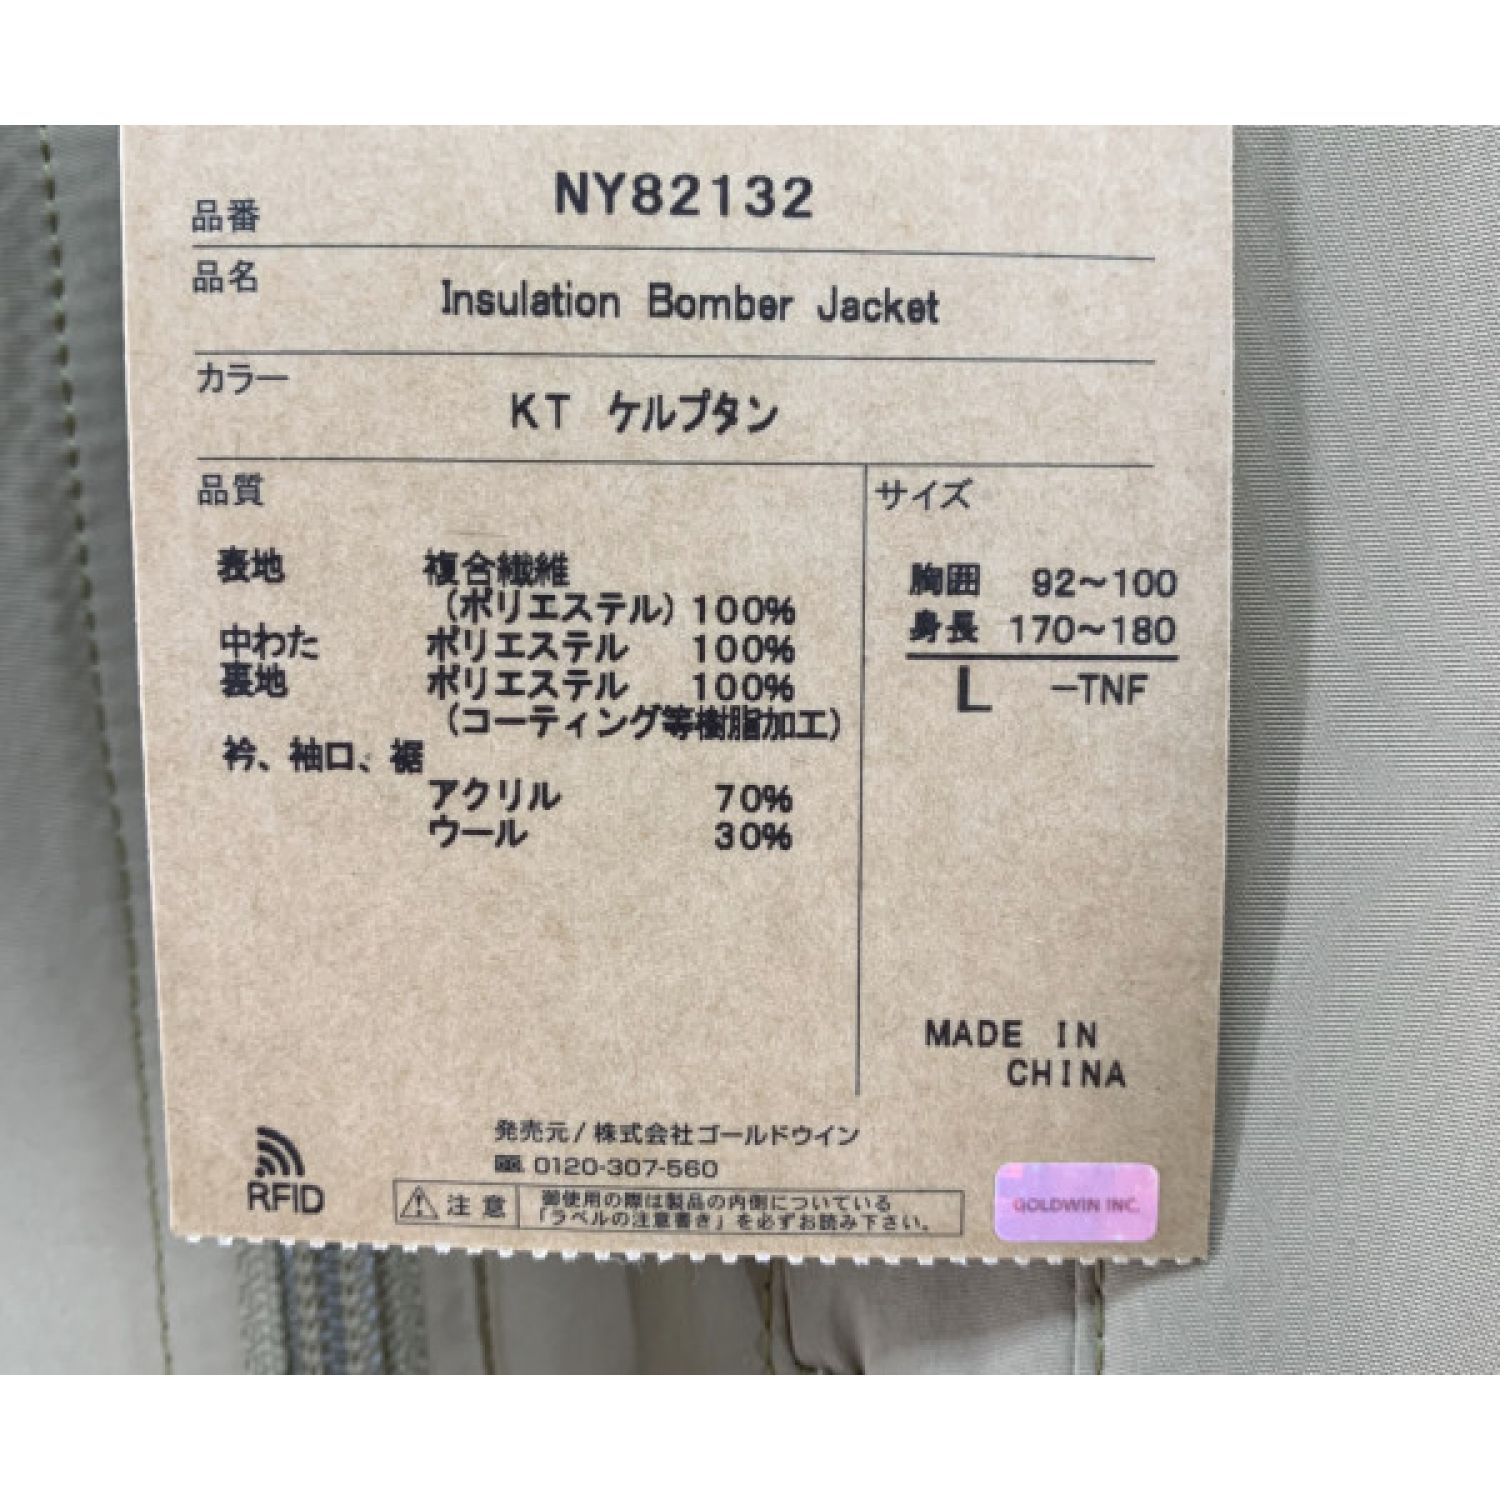 品番 NY82132
品名 Insulation Bomber Jacket
カラー KT ケルプタン
品質
表地 複合繊維
(ポリエステル) 100%
中わた ポリエステル 100%
裏地 ポリエステル 100%
(コーティング等樹脂加工)
衿、袖口、裾
アクリル 70%
ウール 30%
サイズ
胸囲 92~100
身長 170~180
L -TNF
MADE IN
CHINA
RFID
発売元/株式会社ゴールドウイン
0120-307-560
注意 御使用の際は製品の内側についている
「ラベルの注意書き」を必ずお読み下さい。
GOLDWIN INC.